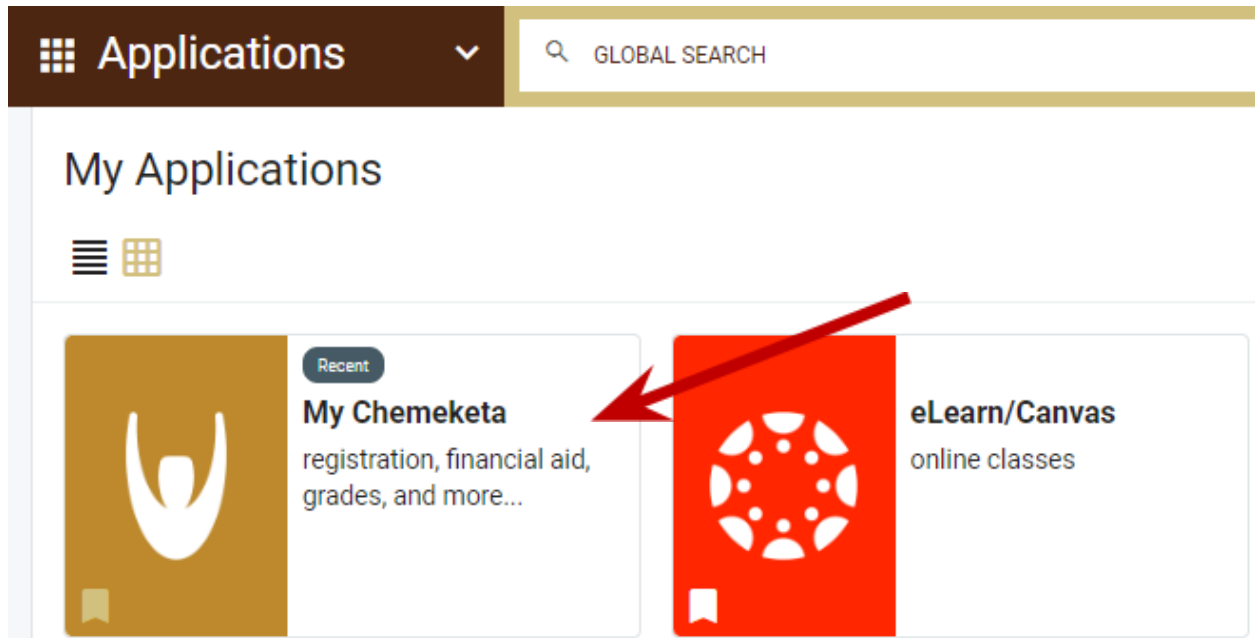 Applications
GLOBAL SEARCH
My Applications
Recent
My Chemeketa
registration, financial aid,
grades, and more...
eLearn/Canvas
online classes